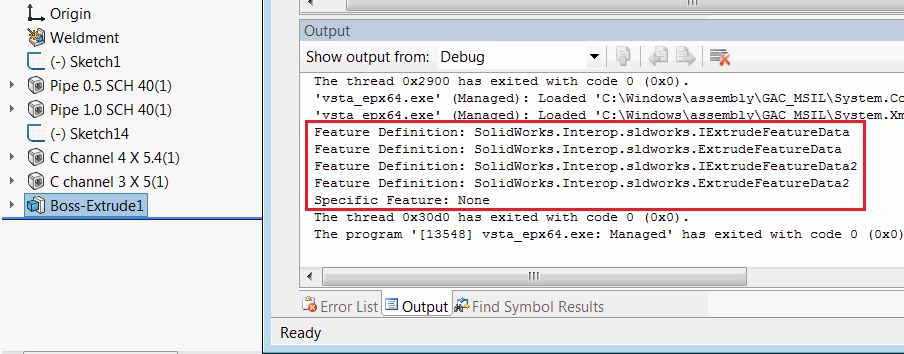 Origin
Weldment
(-) Sketch1
Pipe 0.5 SCH 40(1)
Pipe 1.0 SCH 40(1)
(-) Sketch14
C channel 4 X 5.4(1)
C channel 3 X 5(1)
Boss-Extrude1
Output
Show output from: Debug
The thread 0x2900 has exited with code 0 (0x0).
'vsta_epx64.exe' (Managed): Loaded 'C:\Windows\assembly\GAC_MSIL\System.Co
'vsta_epx64.exe' (Managed): Loaded 'C:\Windows\assembly\GAC_MSIL\System.Xm
Feature Definition: SolidWorks.Interop.sldworks.IExtrudeFeatureData
Feature Definition: SolidWorks.Interop.sldworks.ExtrudeFeatureData
Feature Definition: SolidWorks.Interop.sldworks.IExtrudeFeatureData2
Feature Definition: SolidWorks.Interop.sldworks.ExtrudeFeatureData2
Specific Feature: None
The thread 0x30d0 has exited with code 0 (0x0).
The program '[13548] vsta_epx64.exe: Managed' has exited with code 0 (0x0)
Error List Output Find Symbol Results
Ready